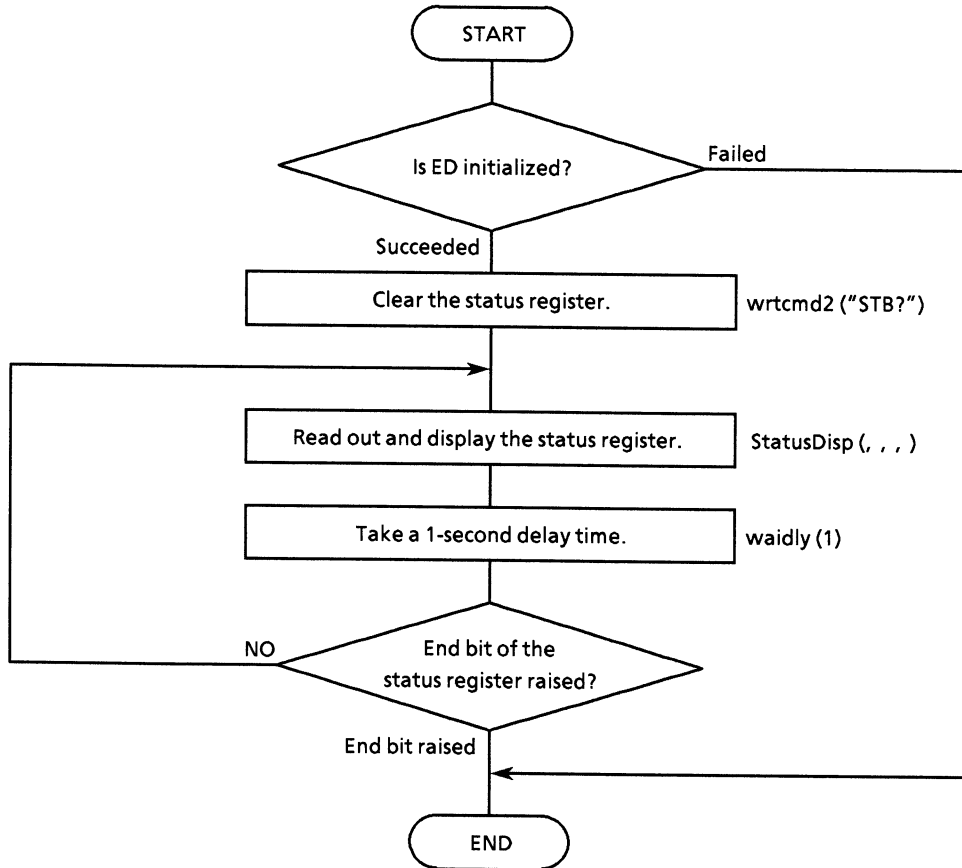 START
Is ED initialized?
Failed
Succeeded
Clear the status register.
wrtcmd2 (“STB?”)
Read out and display the status register.
StatusDisp (, , , )
Take a 1-second delay time.
waidly (1)
NO
End bit of the
status register raised?
End bit raised
END